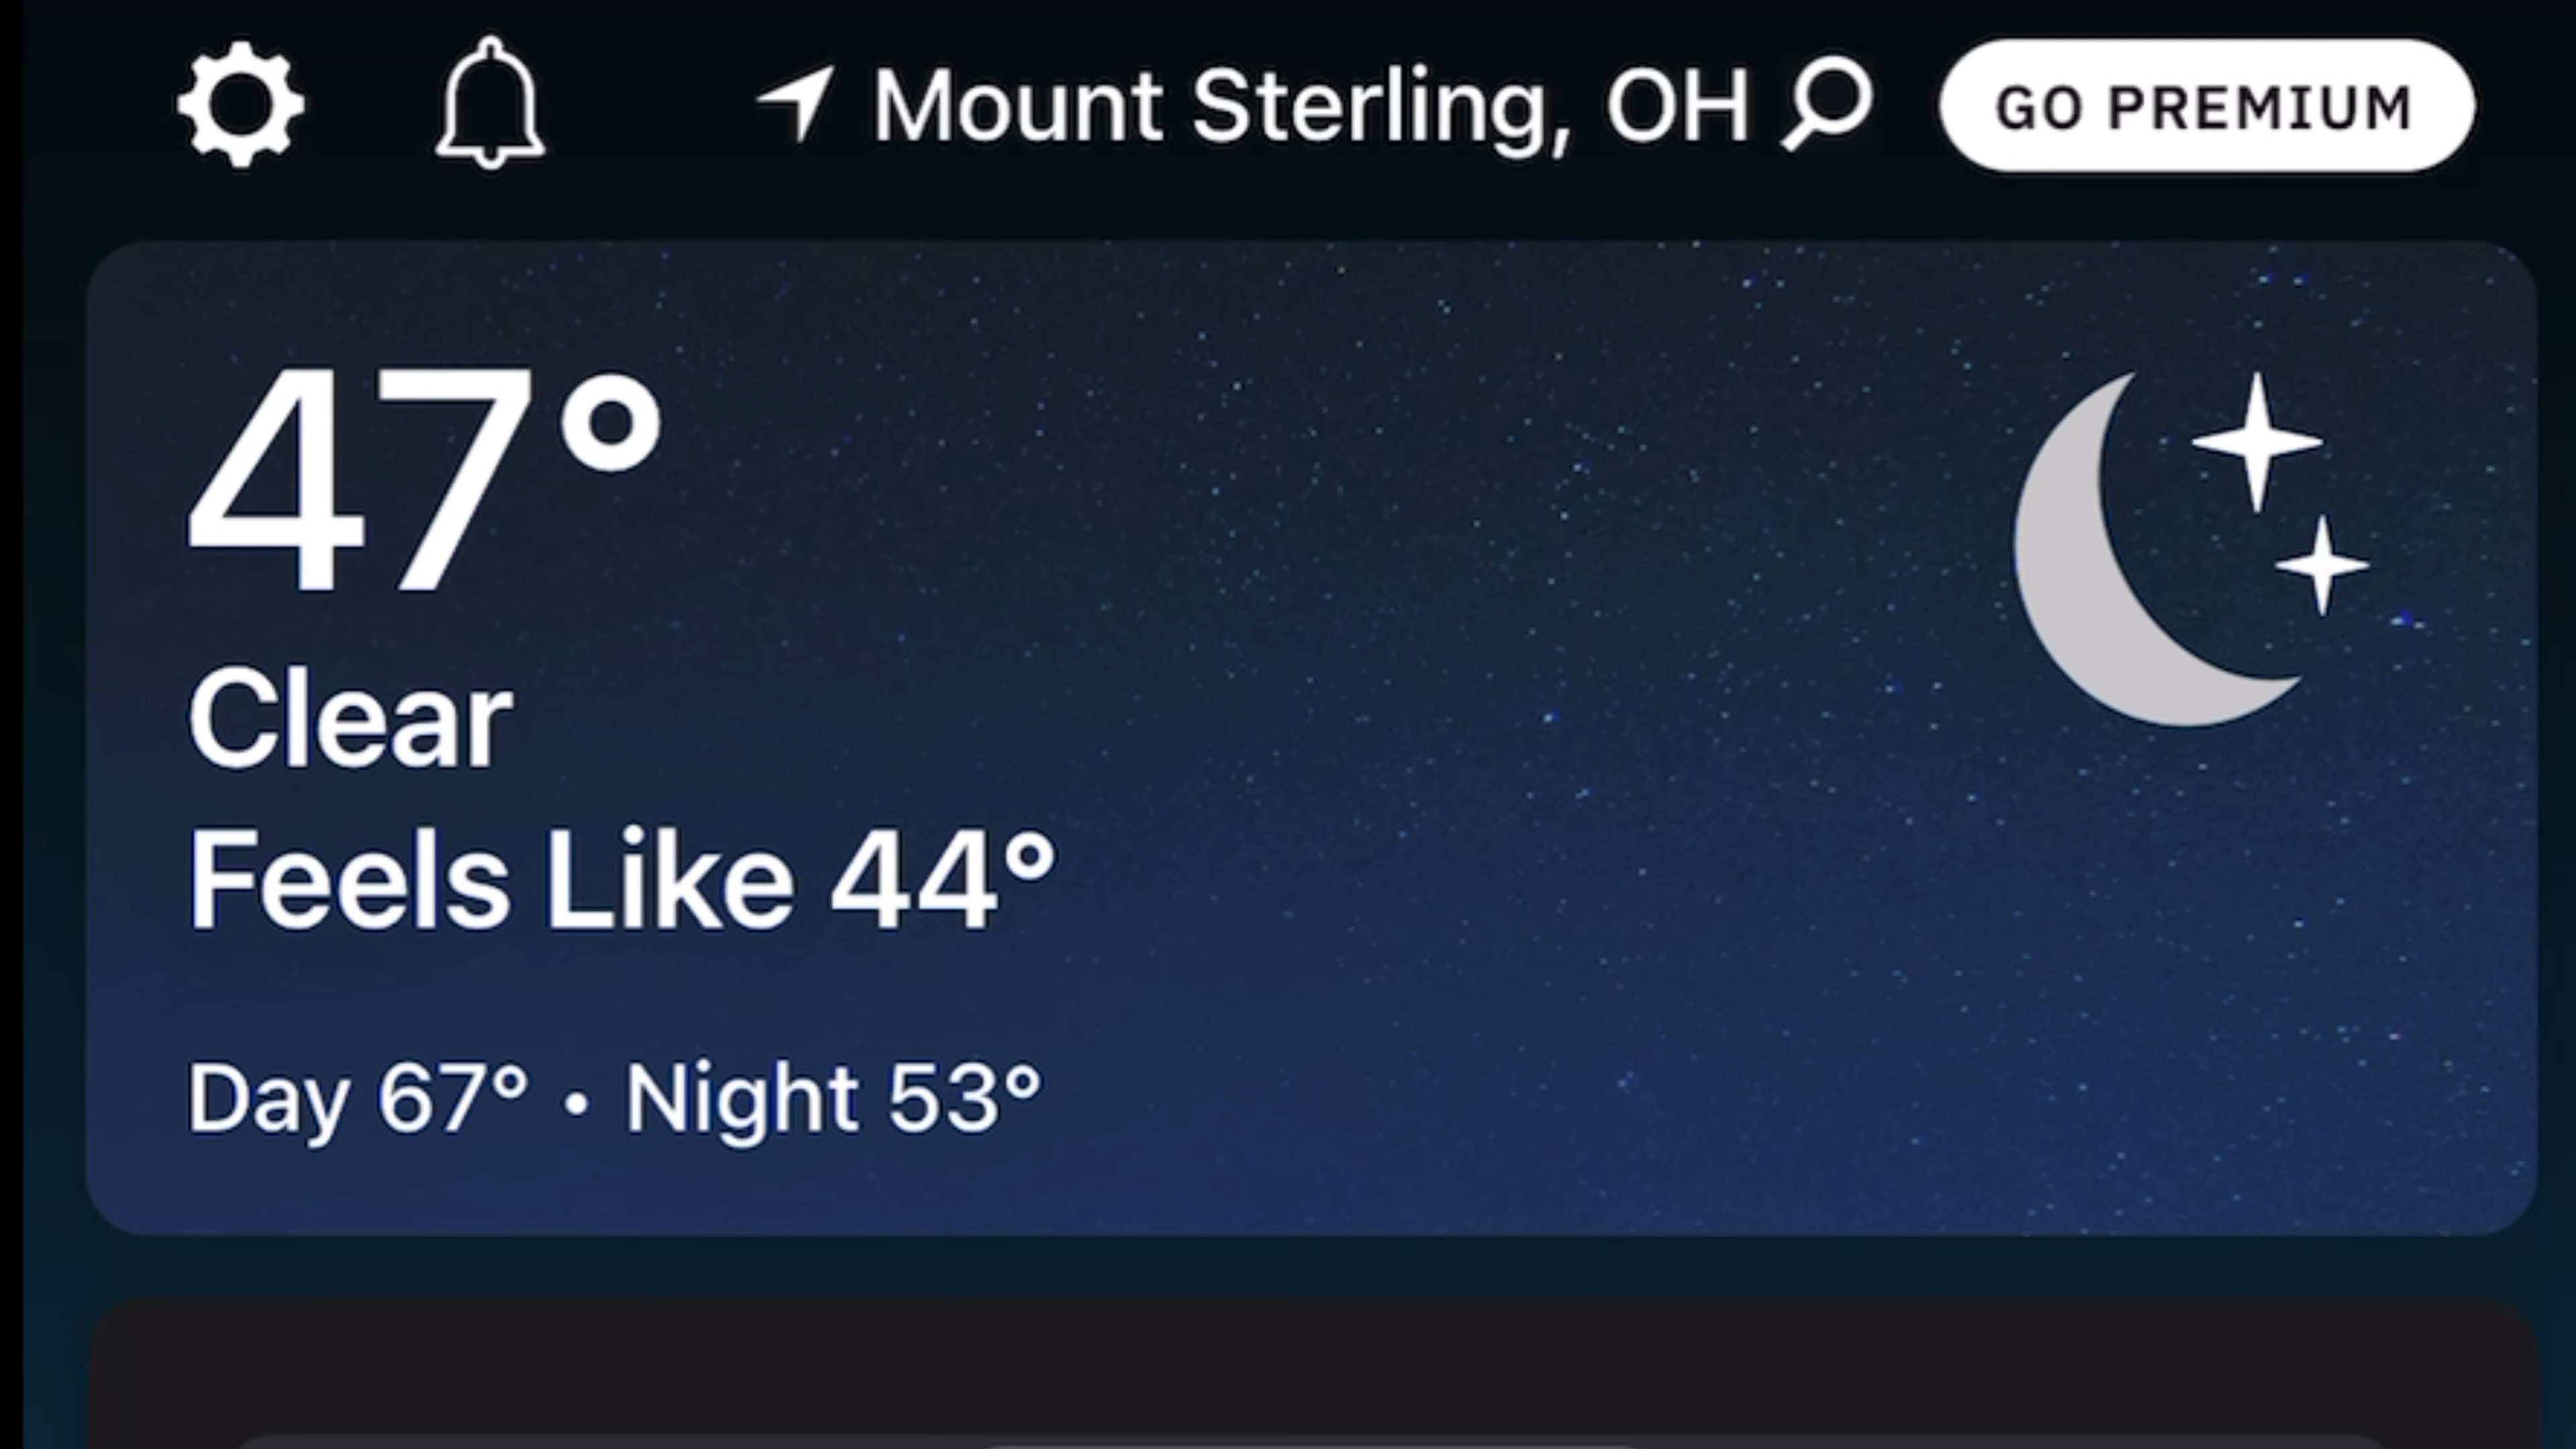 Mount Sterling, OH
GO PREMIUM
47°
Clear
Feels Like 44°
Day 67° • Night 53°